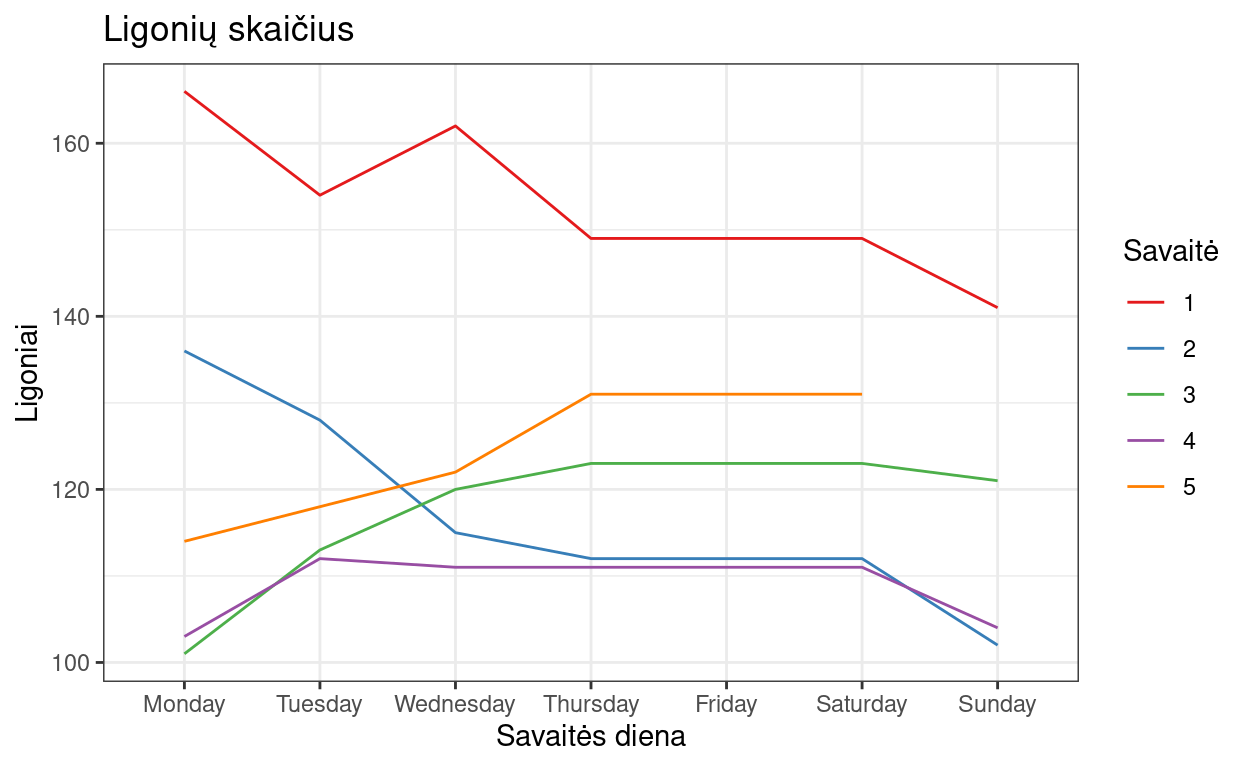 Ligonių skaičius
Ligoniai
160
140
120
100
Monday Tuesday Wednesday Thursday Friday Saturday Sunday
Savaitės diena
Savaitė
1
2
3
4
5